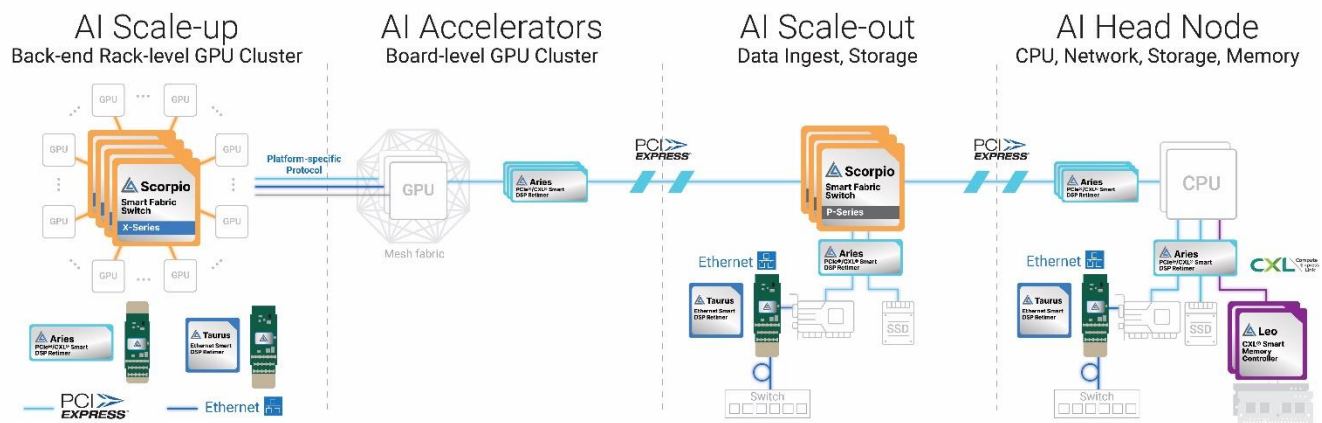 AI Scale-up
Back-end Rack-level GPU Cluster
GPU
GPU
GPU
GPU
GPU
GPU
GPU
GPU
Scorpio
Smart Fabric
Switch
X-Series
Platform-specific
Protocol
Aries
PCIe®/CXL® Smart
DSP Retimer
Taurus
Ethernet Smart
DSP Retimer
PCI
EXPRESS®
Ethernet
AI Accelerators
Board-level GPU Cluster
GPU
Mesh fabric
Aries
PCIe®/CXL® Smart
DSP Retimer
PCI
EXPRESS®
AI Scale-out
Data Ingest, Storage
Scorpio
Smart Fabric
Switch
P-Series
Aries
PCIe®/CXL® Smart
DSP Retimer
Ethernet
Taurus
Ethernet Smart
DSP Retimer
SSD
Switch
PCI
EXPRESS®
AI Head Node
CPU, Network, Storage, Memory
Aries
PCIe®/CXL® Smart
DSP Retimer
CPU
Aries
PCIe®/CXL® Smart
DSP Retimer
CXL
Compute
Express
Link
Ethernet
Taurus
Ethernet Smart
DSP Retimer
SSD
Leo
CXL® Smart
Memory
Controller
Switch